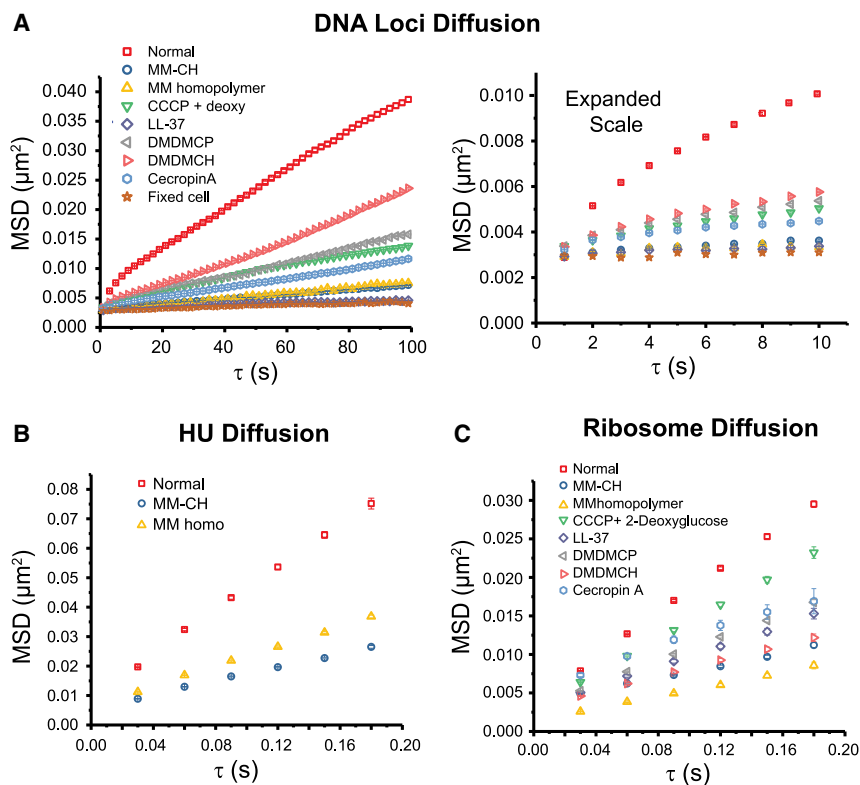 A
DNA Loci Diffusion
Normal
MM-CH
MM homopolymer
CCCP + deoxy
LL-37
DMDMCP
DMDMCH
CecropinA
Fixed cell
MSD (μm²)
0.040
0.035
0.030
0.025
0.020
0.015
0.010
0.005
0.000
0 20 40 60 80 100
τ (s)
Expanded
Scale
MSD (μm²)
0.010
0.008
0.006
0.004
0.002
0.000
0 2 4 6 8 10
τ (s)
B
HU Diffusion
Normal
MM-CH
MM homo
MSD (μm²)
0.08
0.07
0.06
0.05
0.04
0.03
0.02
0.01
0.00
0.00 0.04 0.08 0.12 0.16 0.20
τ (s)
C
Ribosome Diffusion
Normal
MM-CH
MMhomopolymer
CCCP+ 2-Deoxyglucose
LL-37
DMDMCP
DMDMCH
Cecropin A
MSD (μm²)
0.030
0.025
0.020
0.015
0.010
0.005
0.000
0.00 0.04 0.08 0.12 0.16 0.20
τ (s)